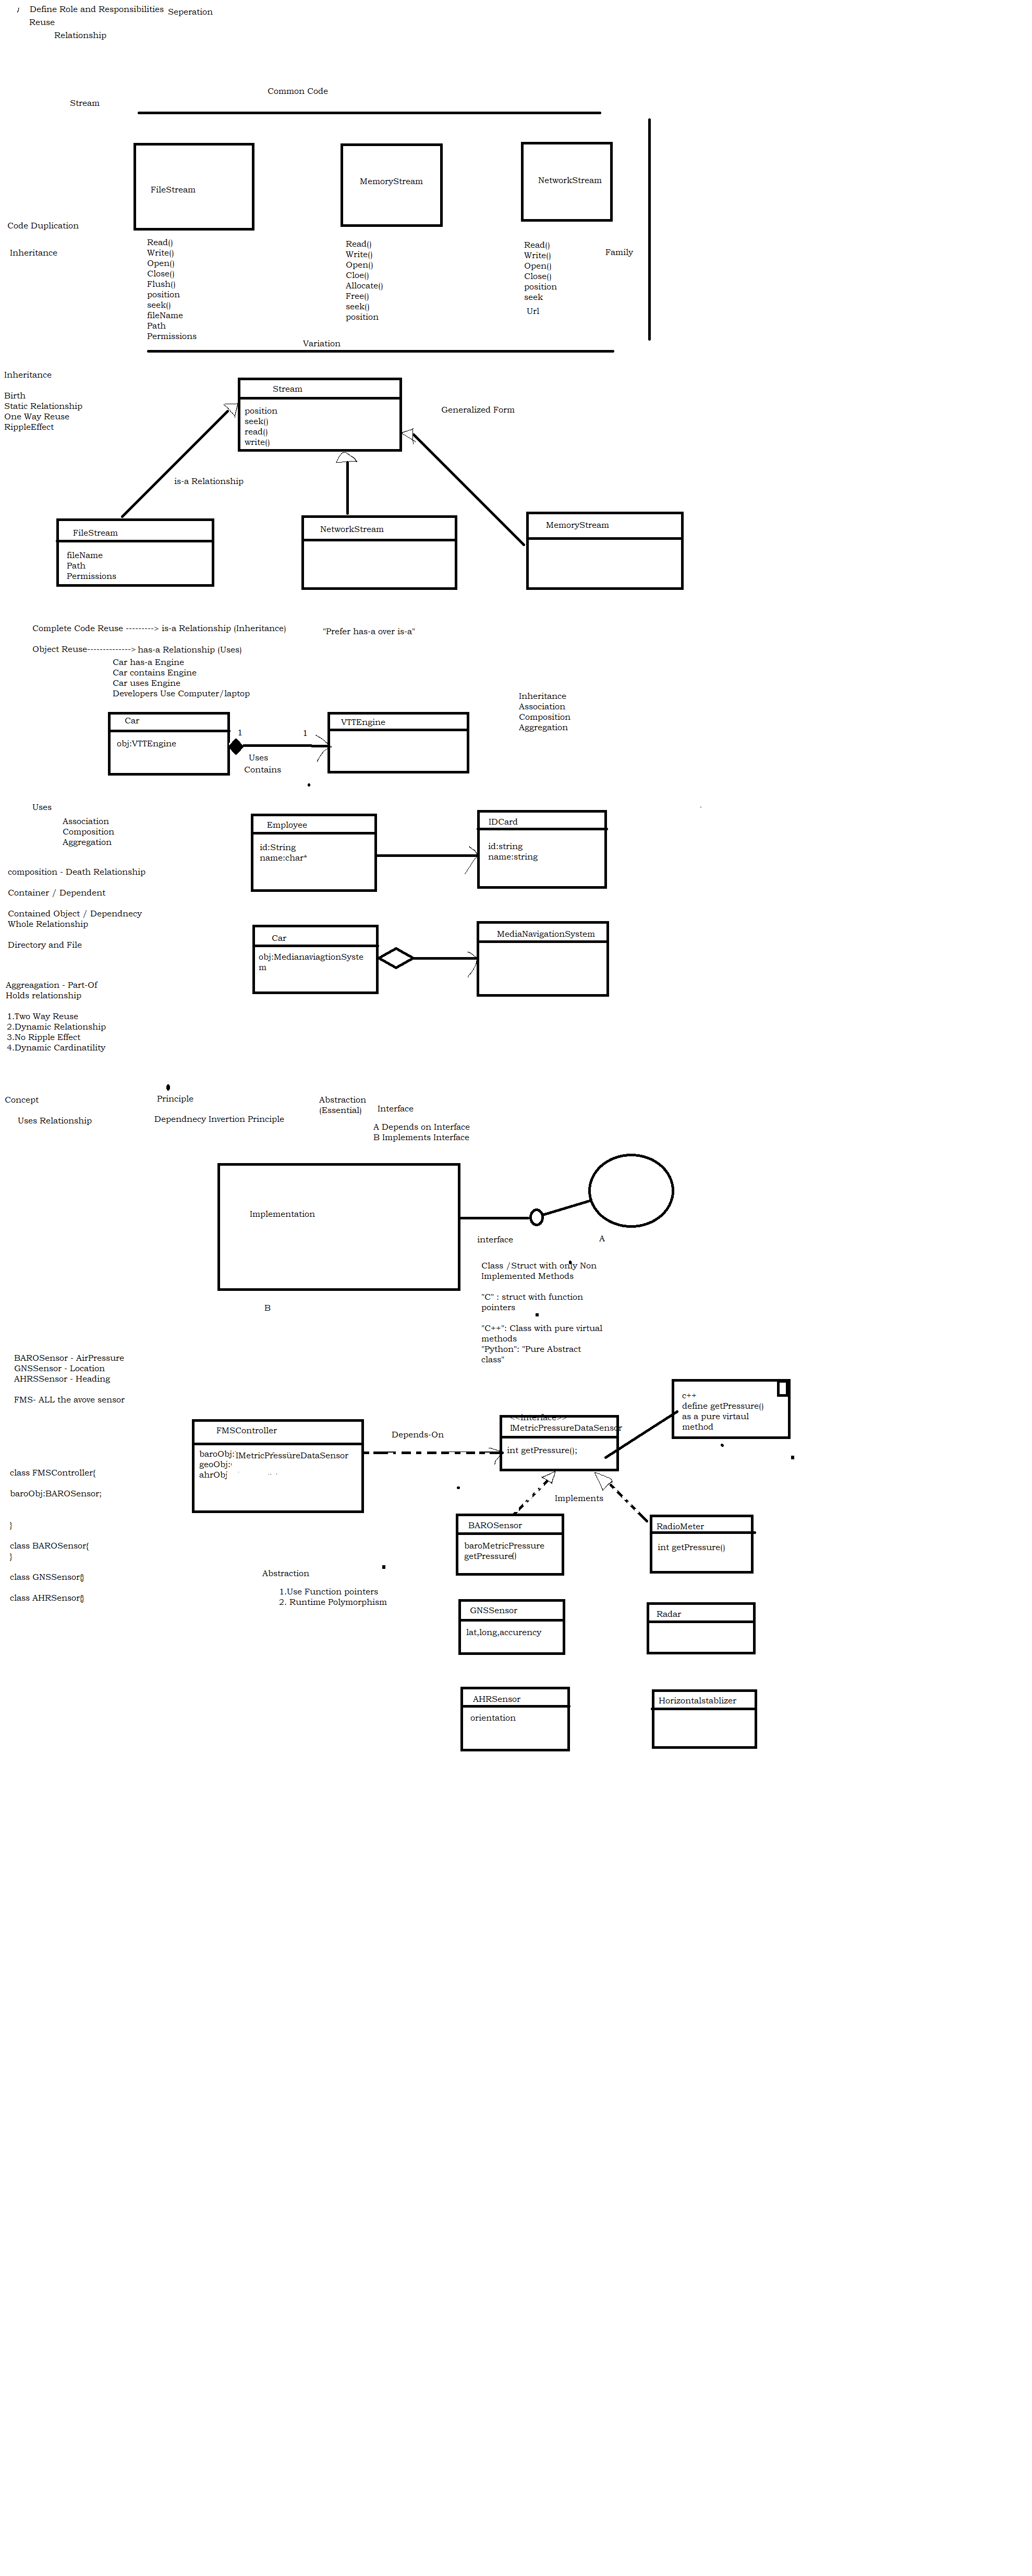 Define Role and Responsibilities Seperation
Reuse
Relationship
Common Code
Stream
FileStream
MemoryStream
NetworkStream
Code Duplication
Inheritance
Read()
Write()
Open()
Close()
Flush()
position
seek()
fileName
Path
Permissions
Read()
Write()
Open()
Cloe()
Allocate()
Free()
seek()
position
Read()
Write()
Open()
Close()
position
seek
Url
Family
Variation
Inheritance
Birth
Static Relationship
One Way Reuse
RippleEffect
Stream
position
seek()
read()
write()
Generalized Form
is-a Relationship
FileStream
fileName
Path
Permissions
NetworkStream
MemoryStream
Complete Code Reuse ---------> is-a Relationship (Inheritance)
"Prefer has-a over is-a"
Object Reuse--------------> has-a Relationship (Uses)
Car has-a Engine
Car contains Engine
Car uses Engine
Developers Use Computer/laptop
Inheritance
Association
Composition
Aggregation
Car
obj:VTTEngine
1
1
Uses
Contains
VTTEngine
Uses
Association
Composition
Aggregation
Employee
id:String
name:char*
IDCard
id:string
name:string
composition - Death Relationship
Container / Dependent
Contained Object / Dependnecy
Whole Relationship
Directory and File
Car
obj:MedianaviagtionSyste
m
MediaNavigationSystem
Aggreagation - Part-Of
Holds relationship
1.Two Way Reuse
2.Dynamic Relationship
3.No Ripple Effect
4.Dynamic Cardinatility
Concept
Uses Relationship
Principle
Dependnecy Invertion Principle
Abstraction
(Essential)
Interface
A Depends on Interface
B Implements Interface
Implementation
interface
A
B
Class /Struct with only Non
Implemented Methods
"C" : struct with function
pointers
"C++": Class with pure virtual
methods
"Python": "Pure Abstract
class"
BAROSensor - AirPressure
GNSSensor - Location
AHRSSensor - Heading
FMS- ALL the avove sensor
c++
define getPressure()
as a pure virtaul
method
FMSController
baroObj: IMetricPressureDataSensor
geoObj:
ahrObj
Depends-On
<<Interface>>
IMetricPressureDataSensor
int getPressure();
Implements
class FMSController{
baroObj:BAROSensor;
}
class BAROSensor{
}
class GNSSensor{}
class AHRSensor{}
BAROSensor
baroMetricPressure
getPressure()
RadioMeter
int getPressure()
Abstraction
1.Use Function pointers
2. Runtime Polymorphism
GNSSensor
lat,long,accurency
Radar
AHRSensor
orientation
Horizontalstablizer